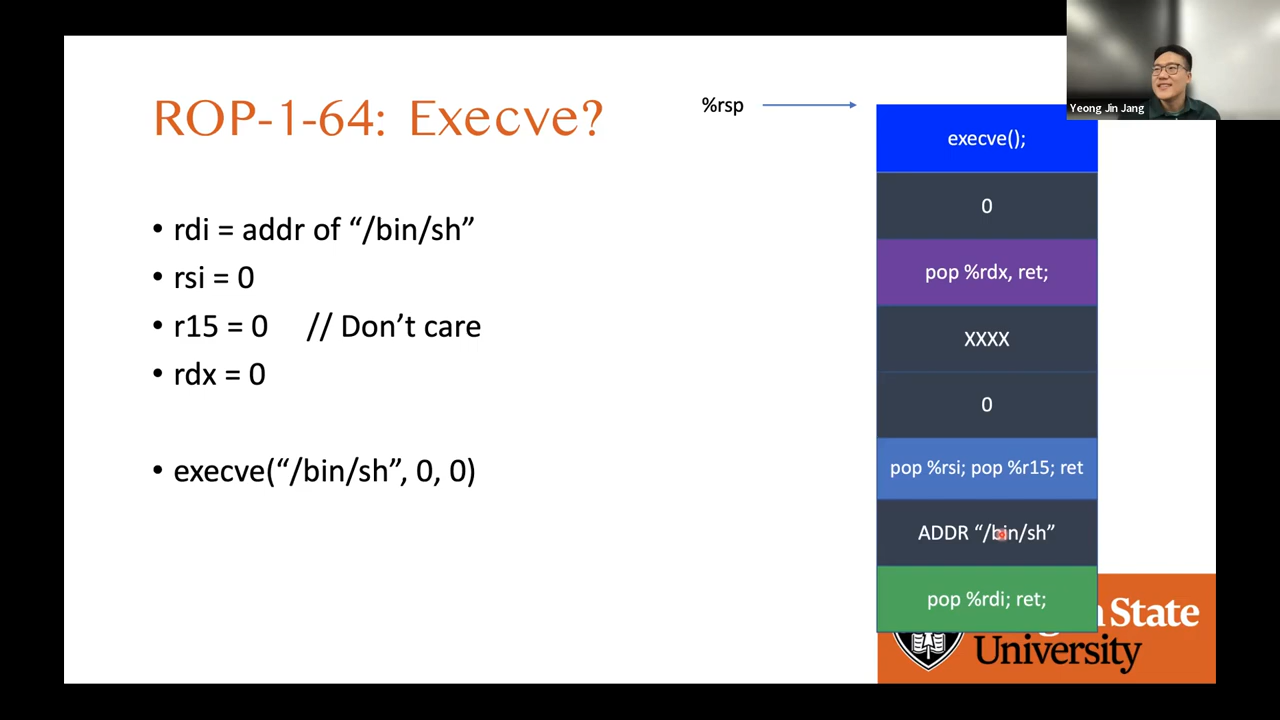 Yeong Jin Jang
ROP-1-64: Execve?
%rsp
• rdi = addr of “/bin/sh”
• rsi = 0
• r15 = 0 // Don’t care
• rdx = 0
• execve(“/bin/sh”, 0, 0)
execve();
0
pop %rdx, ret;
XXXX
0
pop %rsi; pop %r15; ret
ADDR “/bin/sh”
pop %rdi; ret;
State
University